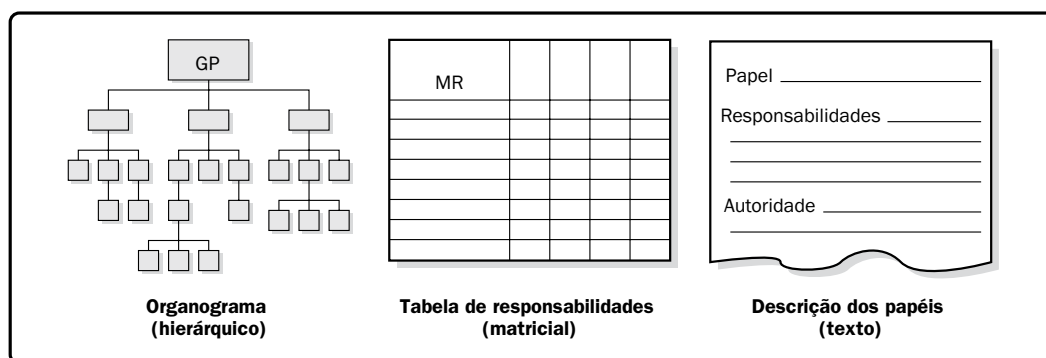 GP
MR
Papel
Responsabilidades
Autoridade
Organograma
(hierárquico)
Tabela de responsabilidades
(matricial)
Descrição dos papéis
(texto)